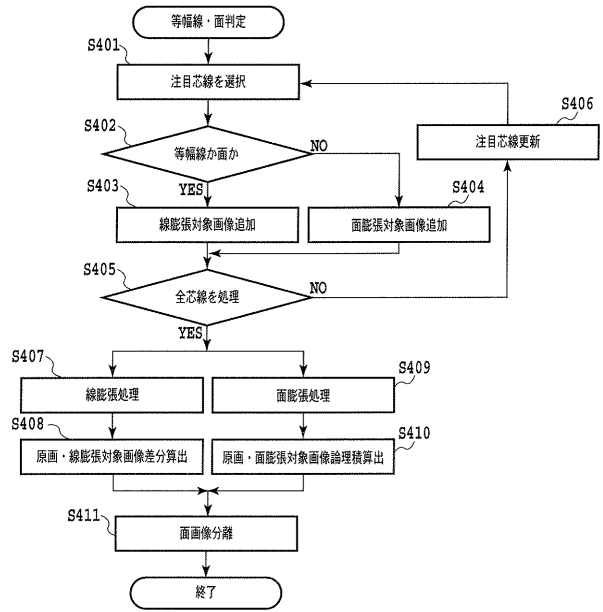 等幅線・面判定
S401
注目芯線を選択
S402
等幅線か面か
NO
YES
S403
線膨張対象画像追加
S404
面膨張対象画像追加
S406
注目芯線更新
S405
全芯線を処理
NO
YES
S407
線膨張処理
S409
面膨張処理
S408
原画・線膨張対象画像差分算出
S410
原画・面膨張対象画像論理積算出
S411
面画像分離
終了